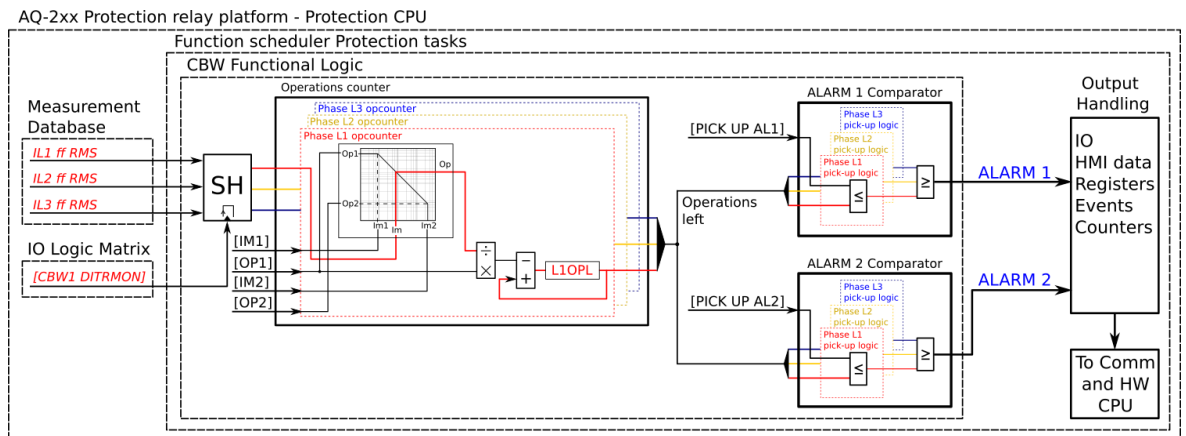 AQ-2xx Protection relay platform - Protection CPU
Function scheduler Protection tasks
CBW Functional Logic
Measurement
Database
IL1 ff RMS
IL2 ff RMS
IL3 ff RMS
IO Logic Matrix
[CBW1 DITRMON]
SH
Operations counter
Phase L3 opcounter
Phase L2 opcounter
Phase L1 opcounter
Op1
Op
Op2
Im1
Im2
Im
[IM1]
[OP1]
[IM2]
[OP2]
÷
×
−
+
L1OPL
Operations
left
ALARM 1 Comparator
[PICK UP AL1]
Phase L3
pick-up logic
Phase L2
pick-up logic
Phase L1
pick-up logic
≤
≥
ALARM 1
ALARM 2 Comparator
[PICK UP AL2]
Phase L3
pick-up logic
Phase L2
pick-up logic
Phase L1
pick-up logic
≤
≥
ALARM 2
Output
Handling
IO
HMI data
Registers
Events
Counters
To Comm
and HW
CPU